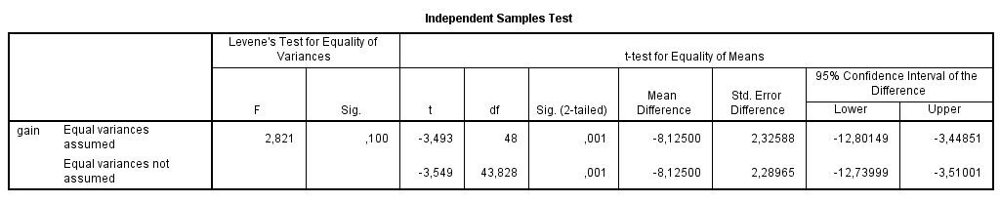 Independent Samples Test
Levene's Test for Equality of Variances
t-test for Equality of Means
F
Sig.
t
df
Sig. (2-tailed)
Mean Difference
Std. Error Difference
95% Confidence Interval of the Difference
Lower
Upper
gain Equal variances assumed 2,821 ,100 -3,493 48 ,001 -8,12500 2,32588 -12,80149 -3,44851
Equal variances not assumed -3,549 43,828 ,001 -8,12500 2,28965 -12,73999 -3,51001